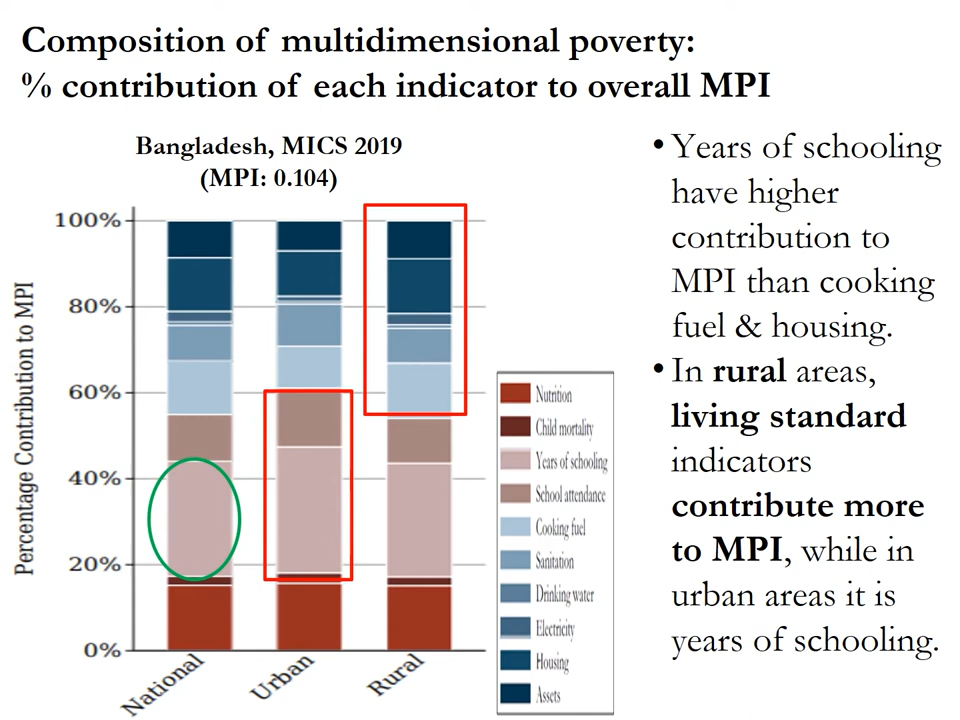 Composition of multidimensional poverty:
% contribution of each indicator to overall MPI
Bangladesh, MICS 2019
(MPI: 0.104)
Percentage Contribution to MPI
100%
80%
60%
40%
20%
0%
National
Urban
Rural
Nutrition
Child mortality
Years of schooling
School attendance
Cooking fuel
Sanitation
Drinking water
Electricity
Housing
Assets
• Years of schooling
have higher
contribution to
MPI than cooking
fuel & housing.
• In rural areas,
living standard
indicators
contribute more
to MPI, while in
urban areas it is
years of schooling.